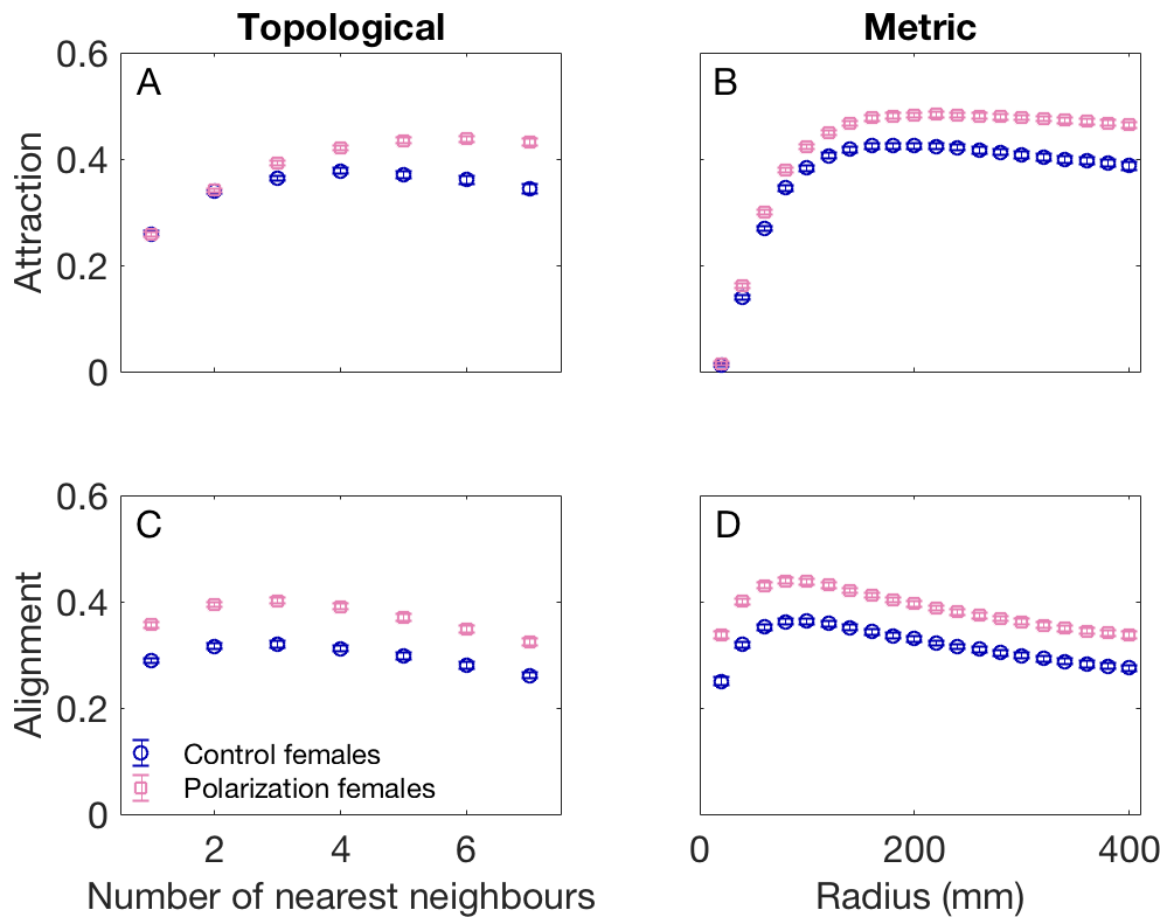 Topological
Metric
A
B
Attraction
0.6
0.4
0.2
0
C
D
Alignment
0.6
0.4
0.2
0
Control females
Polarization females
2 4 6
0 200 400
Number of nearest neighbours
Radius (mm)